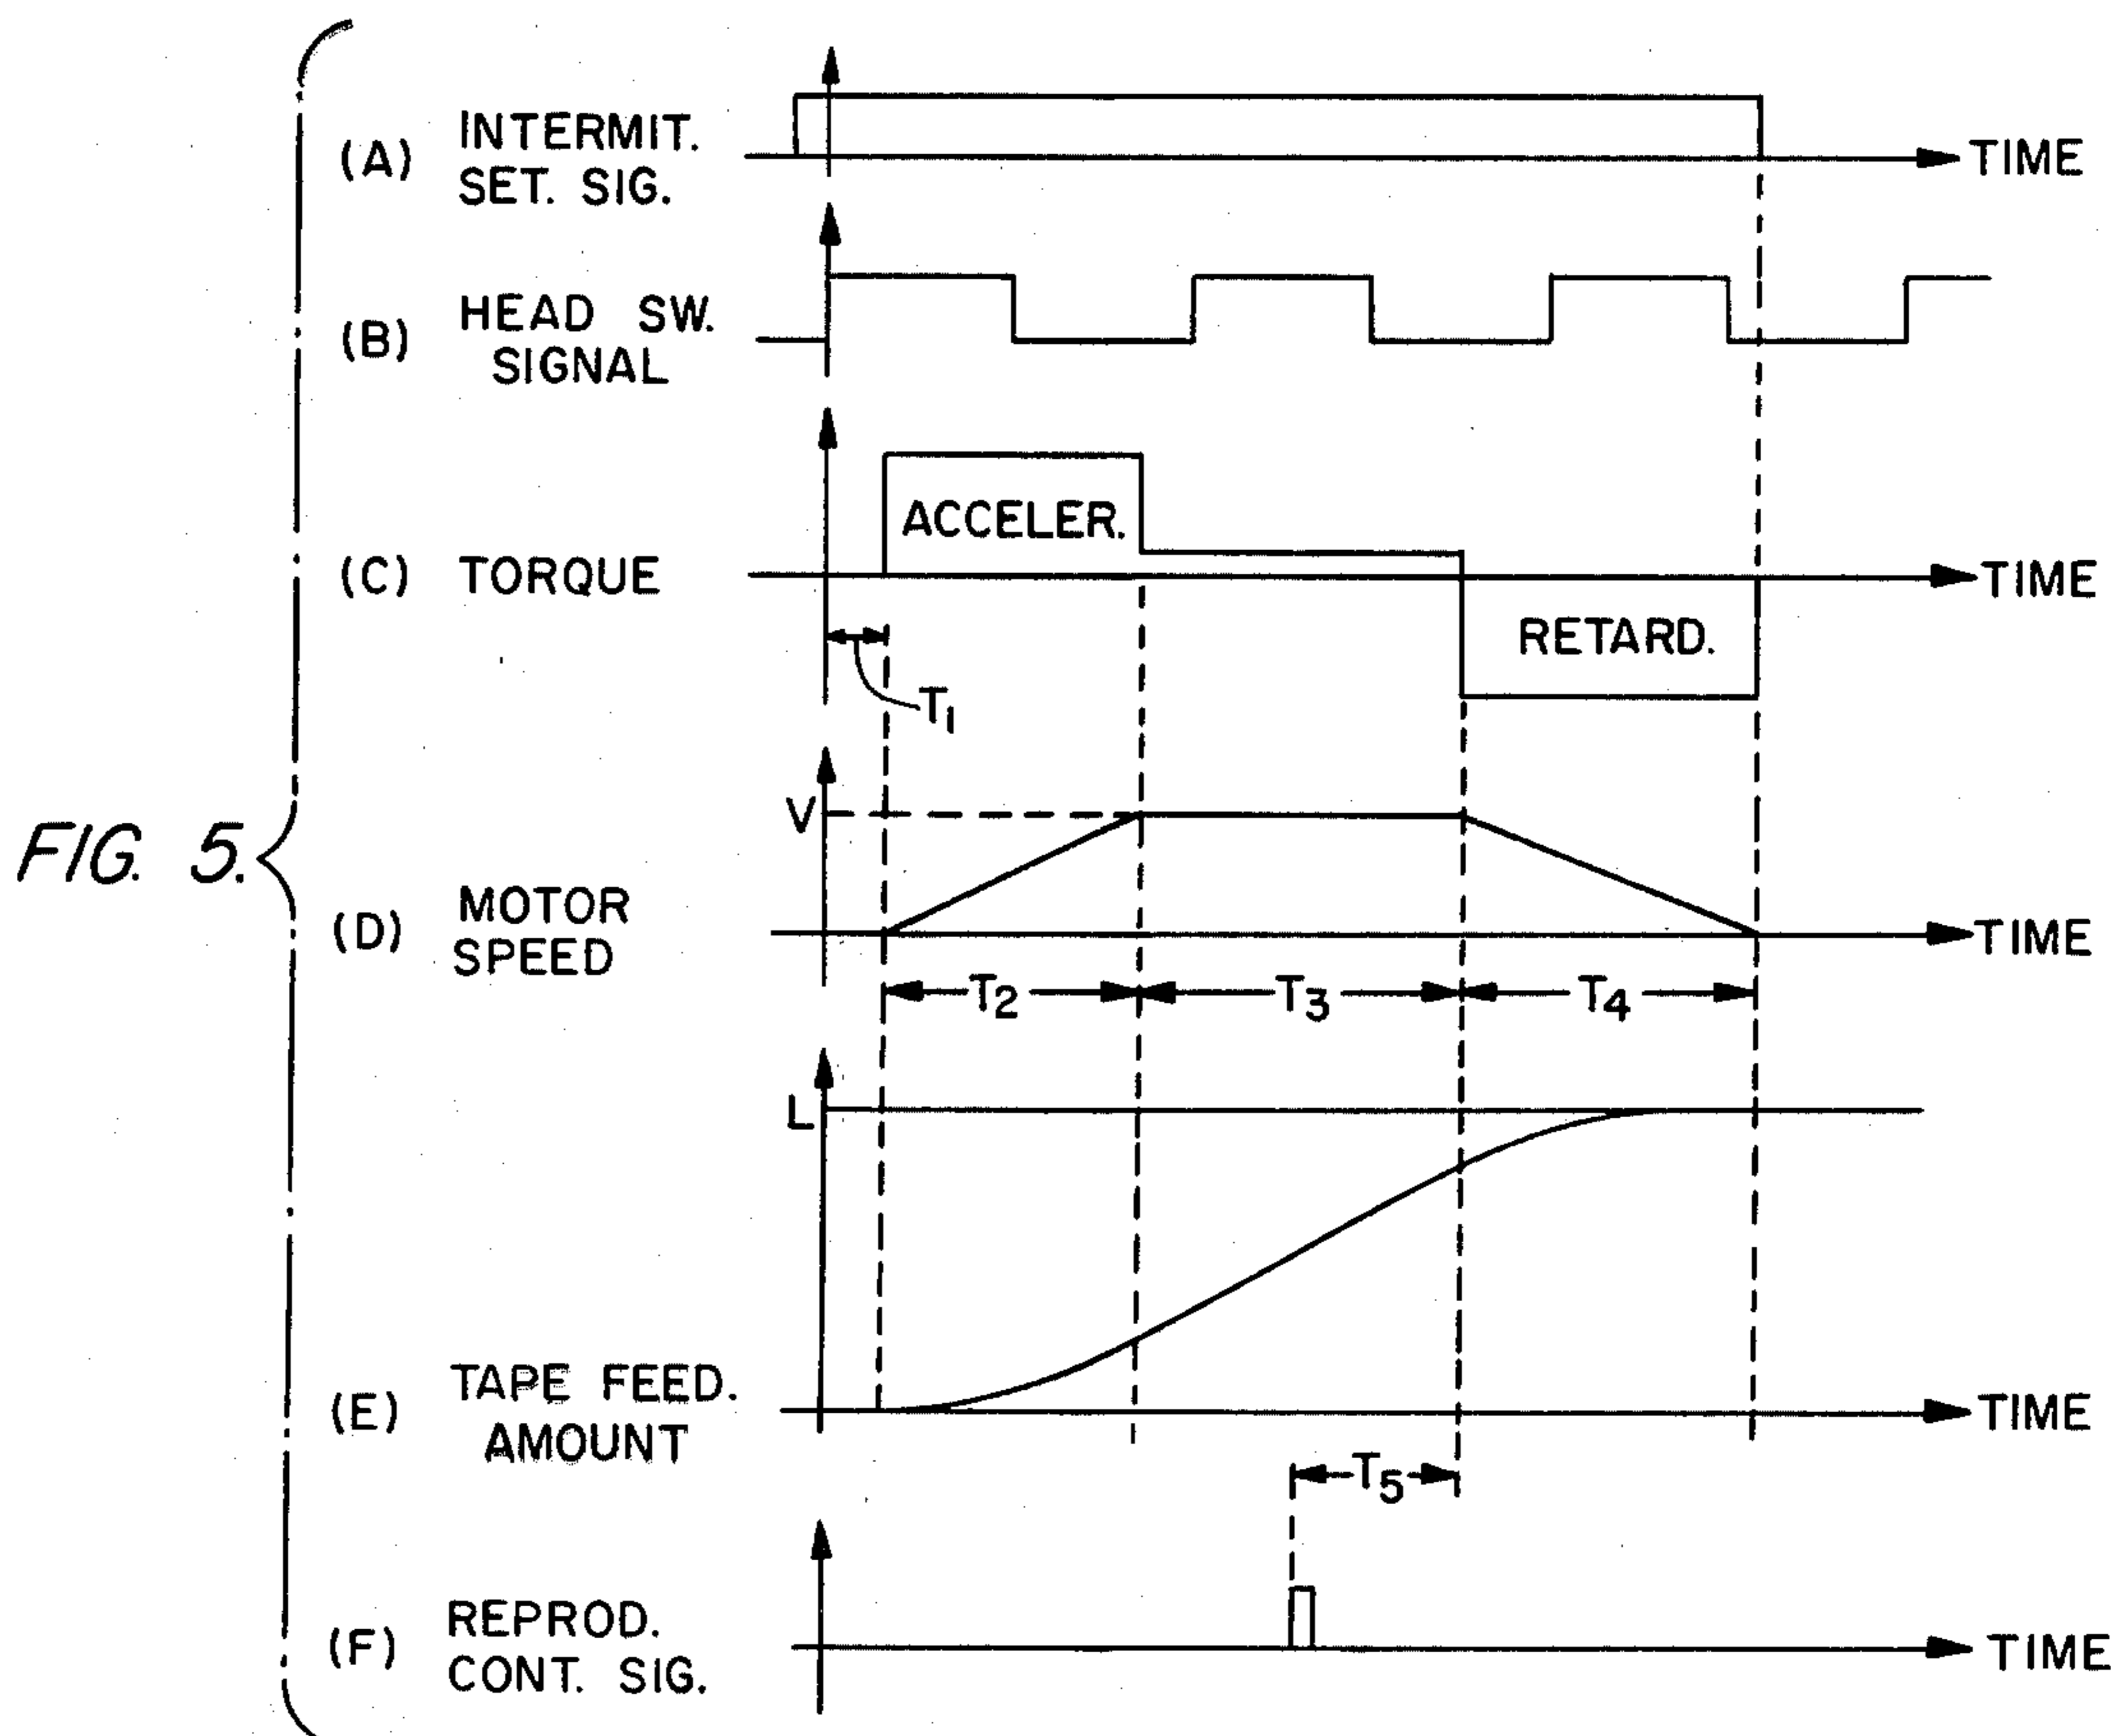 FIG. 5.
(A) INTERMIT.
SET. SIG.
TIME
(B) HEAD SW.
SIGNAL
(C) TORQUE
ACCELER.
RETARD.
TIME
T1
V
(D) MOTOR
SPEED
TIME
T2 T3 T4
L
(E) TAPE FEED.
AMOUNT
TIME
T5
(F) REPROD.
CONT. SIG.
TIME